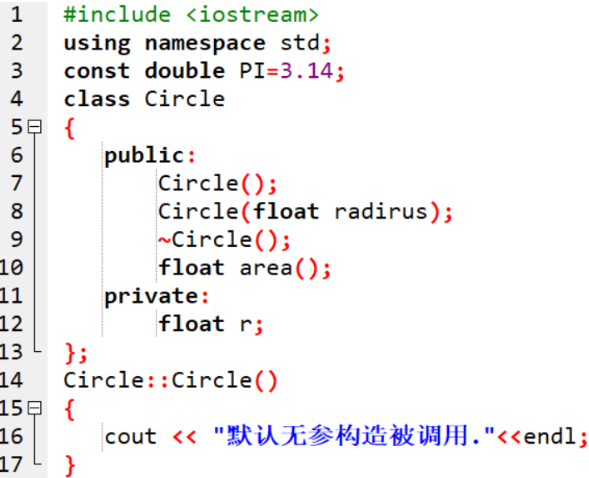 1 #include <iostream>
2 using namespace std;
3 const double PI=3.14;
4 class Circle
5 {
6 public:
7 Circle();
8 Circle(float radirus);
9 ~Circle();
10 float area();
11 private:
12 float r;
13 };
14 Circle::Circle()
15 {
16 cout << "默认无参构造被调用."<<endl;
17 }